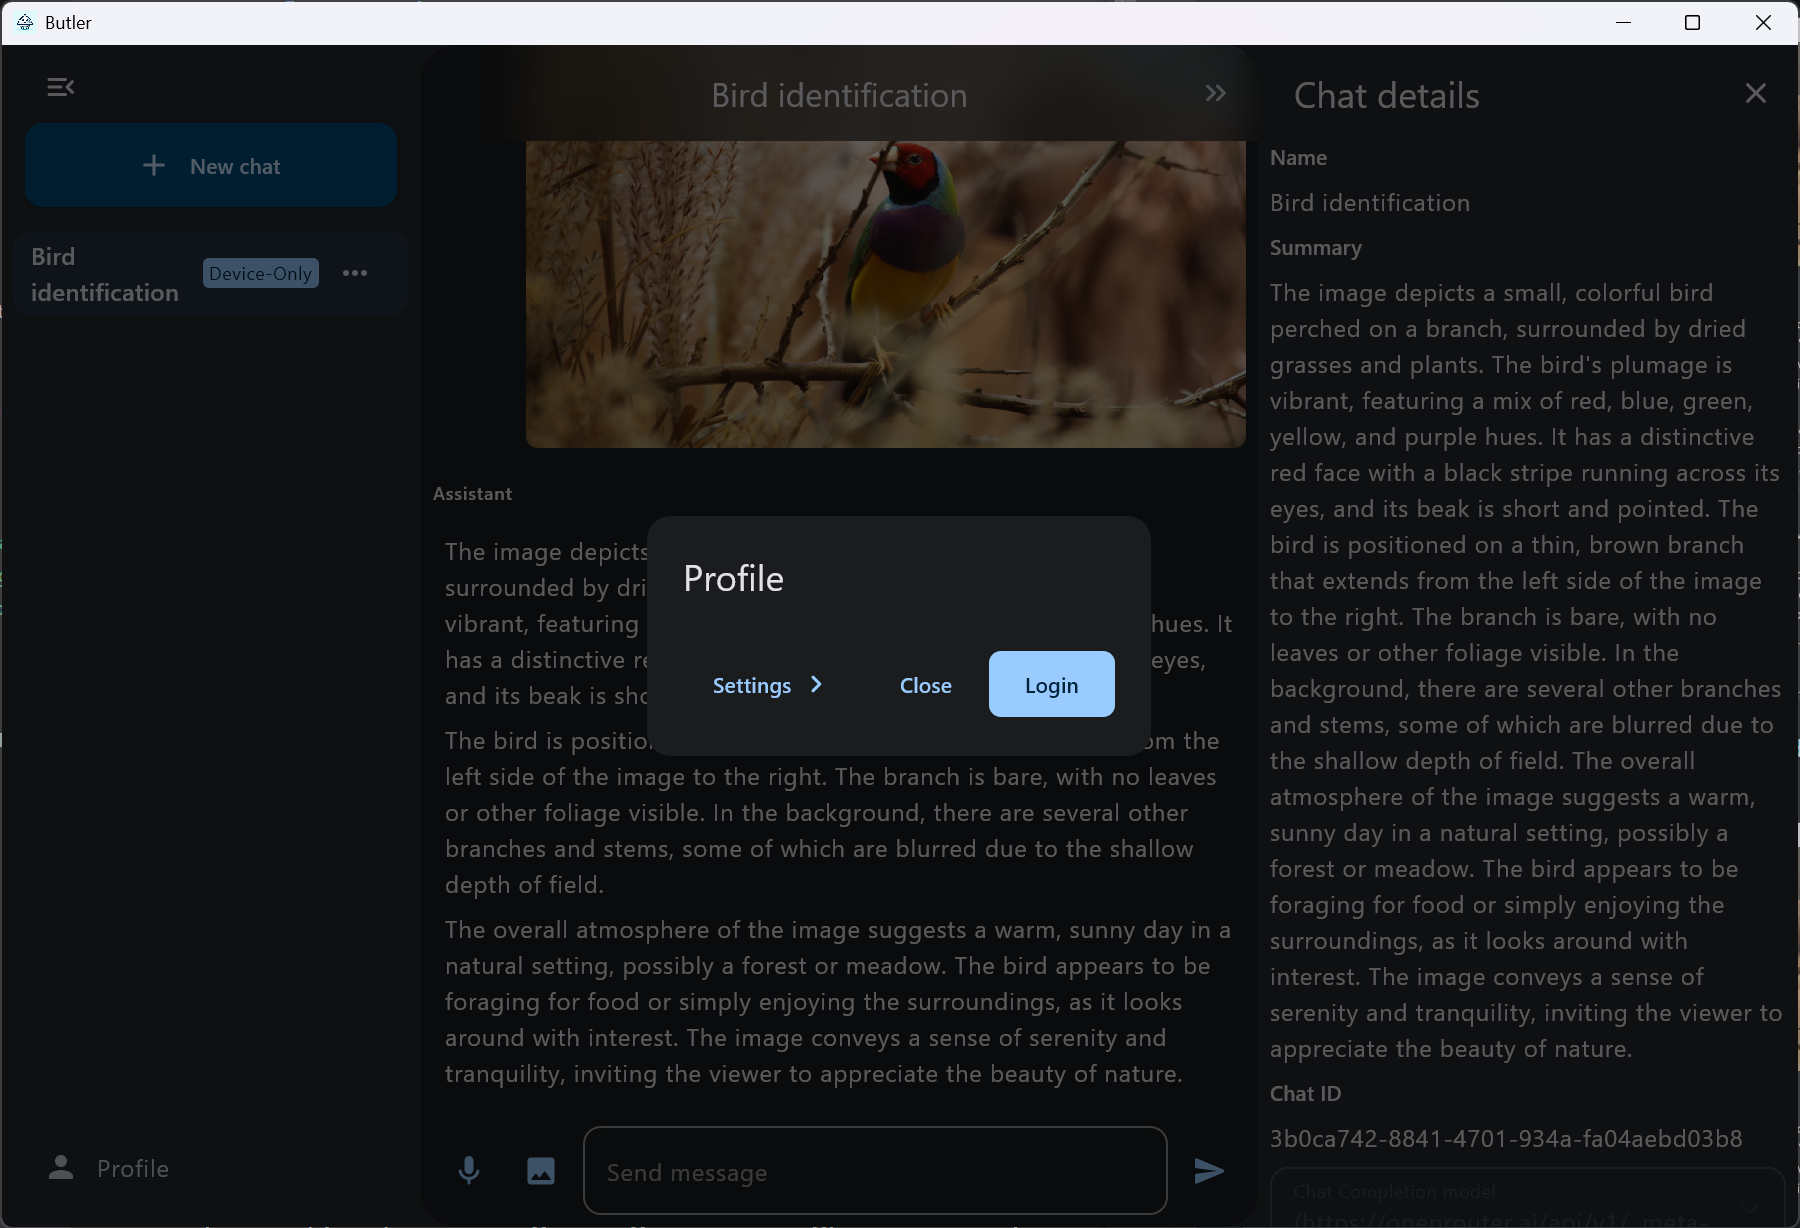 Butler
New chat
Bird
identification
Device-Only
Profile
Bird identification
Assistant
The image depicts
surrounded by dri
vibrant, featuring
hues. It
has a distinctive re
eyes,
and its beak is sho
The bird is position
om the
left side of the image to the right. The branch is bare, with no leaves
or other foliage visible. In the background, there are several other
branches and stems, some of which are blurred due to the shallow
depth of field.
The overall atmosphere of the image suggests a warm, sunny day in a
natural setting, possibly a forest or meadow. The bird appears to be
foraging for food or simply enjoying the surroundings, as it looks
around with interest. The image conveys a sense of serenity and
tranquility, inviting the viewer to appreciate the beauty of nature.
Send message
Profile
Settings
Close
Login
Chat details
Name
Bird identification
Summary
The image depicts a small, colorful bird
perched on a branch, surrounded by dried
grasses and plants. The bird's plumage is
vibrant, featuring a mix of red, blue, green,
yellow, and purple hues. It has a distinctive
red face with a black stripe running across its
eyes, and its beak is short and pointed. The
bird is positioned on a thin, brown branch
that extends from the left side of the image
to the right. The branch is bare, with no
leaves or other foliage visible. In the
background, there are several other branches
and stems, some of which are blurred due to
the shallow depth of field. The overall
atmosphere of the image suggests a warm,
sunny day in a natural setting, possibly a
forest or meadow. The bird appears to be
foraging for food or simply enjoying the
surroundings, as it looks around with
interest. The image conveys a sense of
serenity and tranquility, inviting the viewer to
appreciate the beauty of nature.
Chat ID
3b0ca742-8841-4701-934a-fa04aebd03b8
Chat Completion model
(https://openrouter.ai/api/v1/, meta-